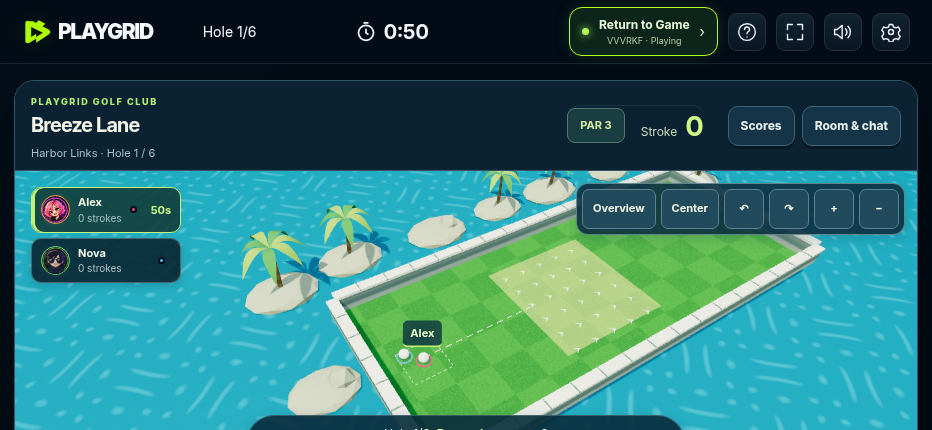 PLAYGRID
Hole 1/6
0:50
Return to Game
VVVRKF · Playing
PLAYGRID GOLF CLUB
Breeze Lane
Harbor Links · Hole 1 / 6
PAR 3
Stroke 0
Scores
Room & chat
Alex
0 strokes
50s
Nova
0 strokes
Overview
Center
Alex